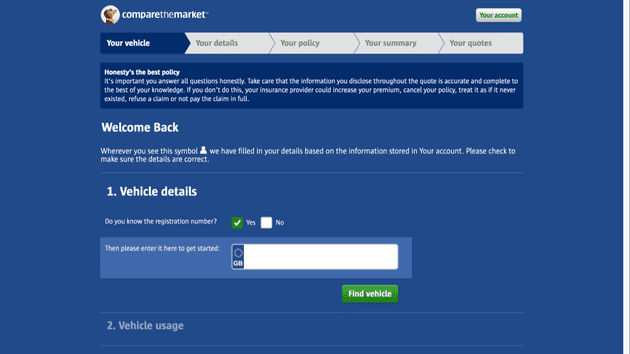 comparethemarket™
Your account
Your vehicle
Your details
Your policy
Your summary
Your quotes
Honesty's the best policy
It's important you answer all questions honestly. Take care that the information you disclose throughout the quote is accurate and complete to
the best of your knowledge. If you don't do this, your insurance provider could increase your premium, cancel your policy, treat it as if it never
existed, refuse a claim or not pay the claim in full.
Welcome Back
Wherever you see this symbol we have filled in your details based on the information stored in Your account. Please check to
make sure the details are correct.
1. Vehicle details
Do you know the registration number?
Yes
No
Then please enter it here to get started:
GB
Find vehicle
2. Vehicle usage